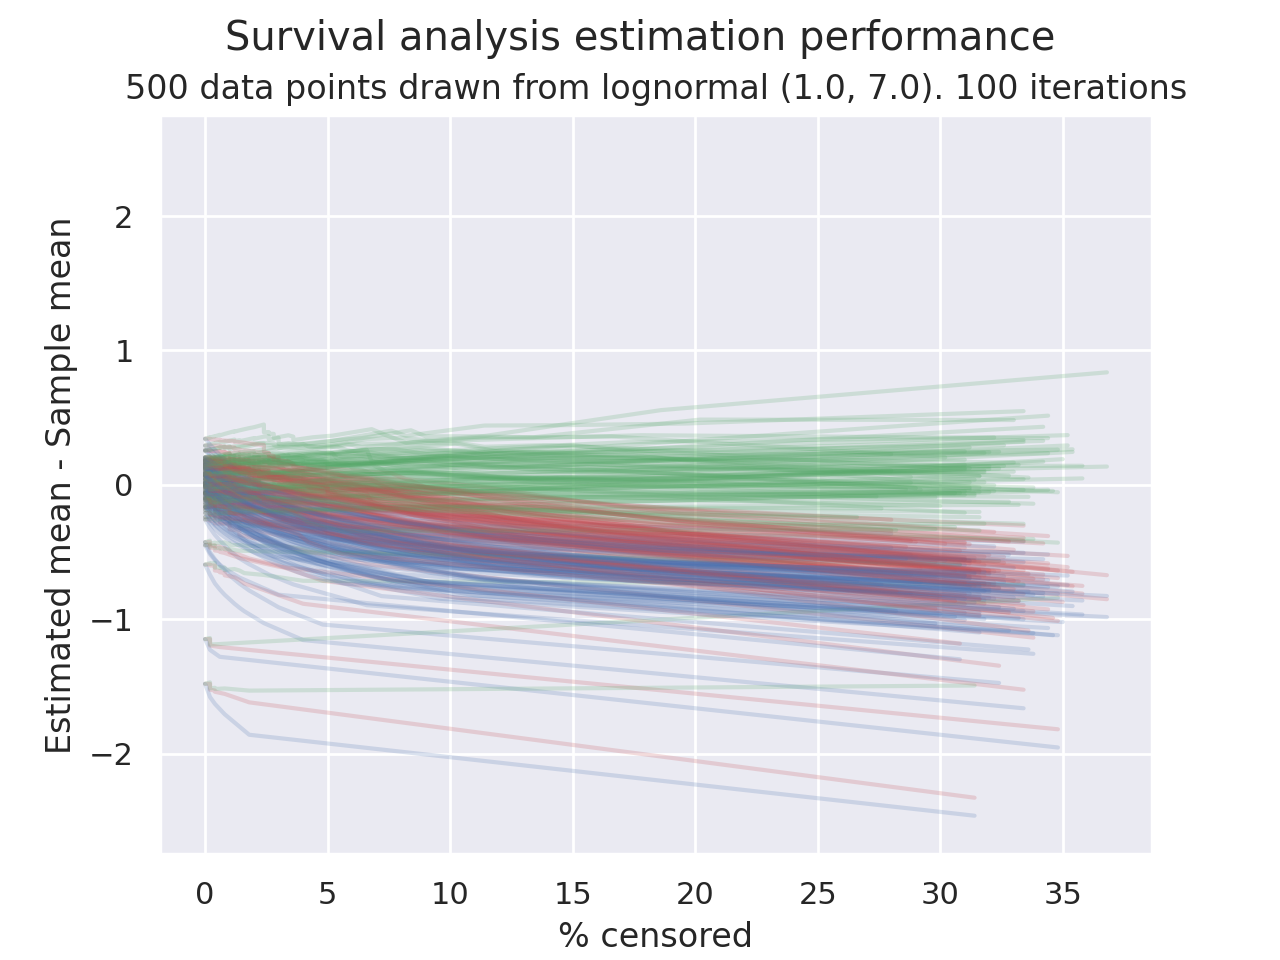 Survival analysis estimation performance
500 data points drawn from lognormal (1.0, 7.0). 100 iterations
Estimated mean - Sample mean
2
1
0
−1
−2
0 5 10 15 20 25 30 35
% censored